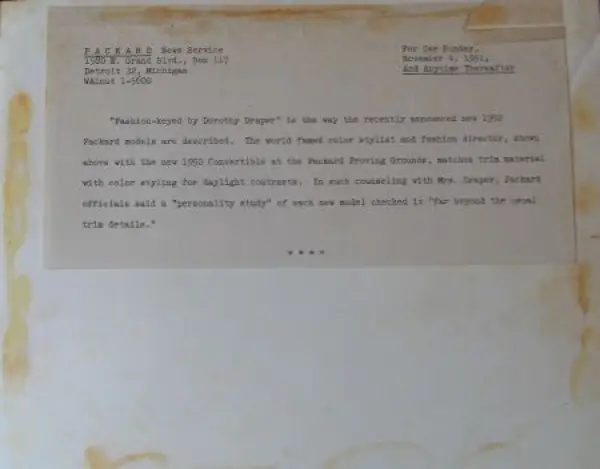 P A C K A R D News Service
1580 E. Grand Blvd., Box 117
Detroit 32, Michigan
WAlnut 1-5600
For Use Sunday,
November 4, 1951,
And Anytime Thereafter
"Fashion-keyed by Dorothy Draper" is the way the recently announced new 1952
Packard models are described. The world famed color stylist and fashion director, shown
above with the new 1952 Convertible at the Packard Proving Grounds, matches trim material
with color styling for daylight contrasts. In such counseling with Mrs. Draper, Packard
officials said a "personality study" of each new model checked is "far beyond the usual
trim details."
* * * *